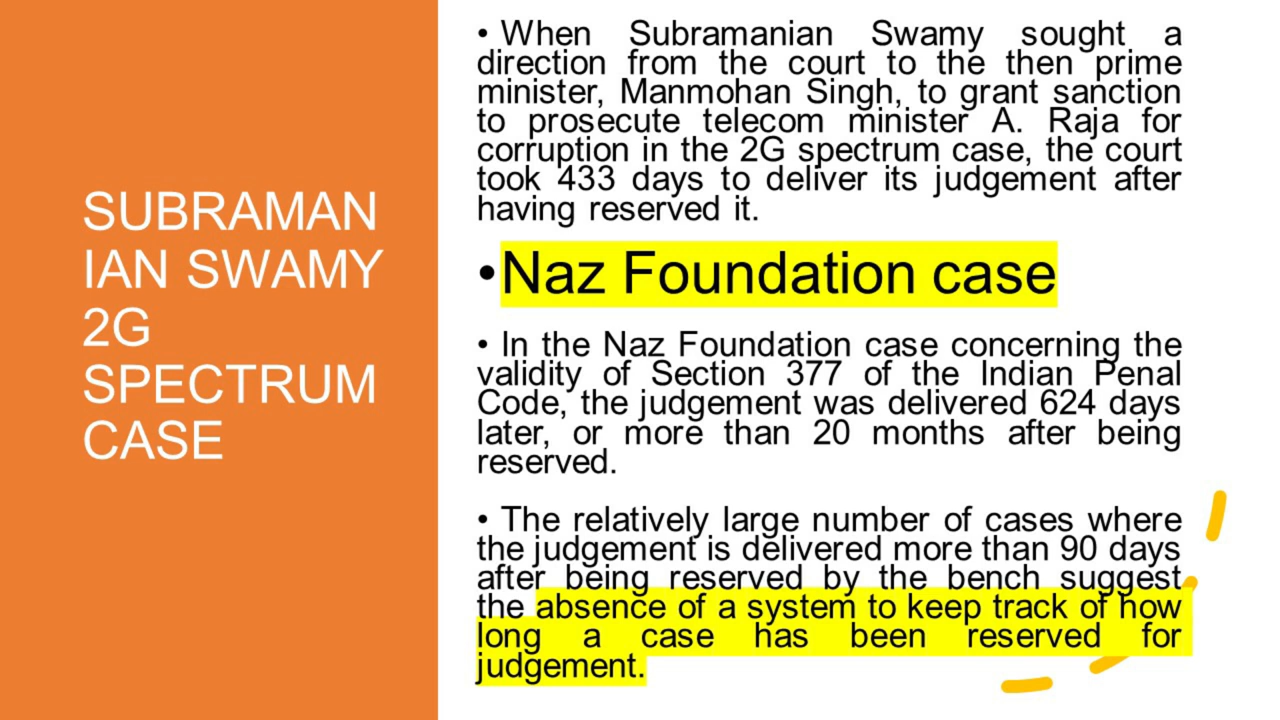 SUBRAMAN
IAN SWAMY
2G
SPECTRUM
CASE
• When Subramanian Swamy sought a
direction from the court to the then prime
minister, Manmohan Singh, to grant sanction
to prosecute telecom minister A. Raja for
corruption in the 2G spectrum case, the court
took 433 days to deliver its judgement after
having reserved it.
•Naz Foundation case
• In the Naz Foundation case concerning the
validity of Section 377 of the Indian Penal
Code, the judgement was delivered 624 days
later, or more than 20 months after being
reserved.
• The relatively large number of cases where
the judgement is delivered more than 90 days
after being reserved by the bench suggest
the absence of a system to keep track of how
long a case has been reserved for
judgement.